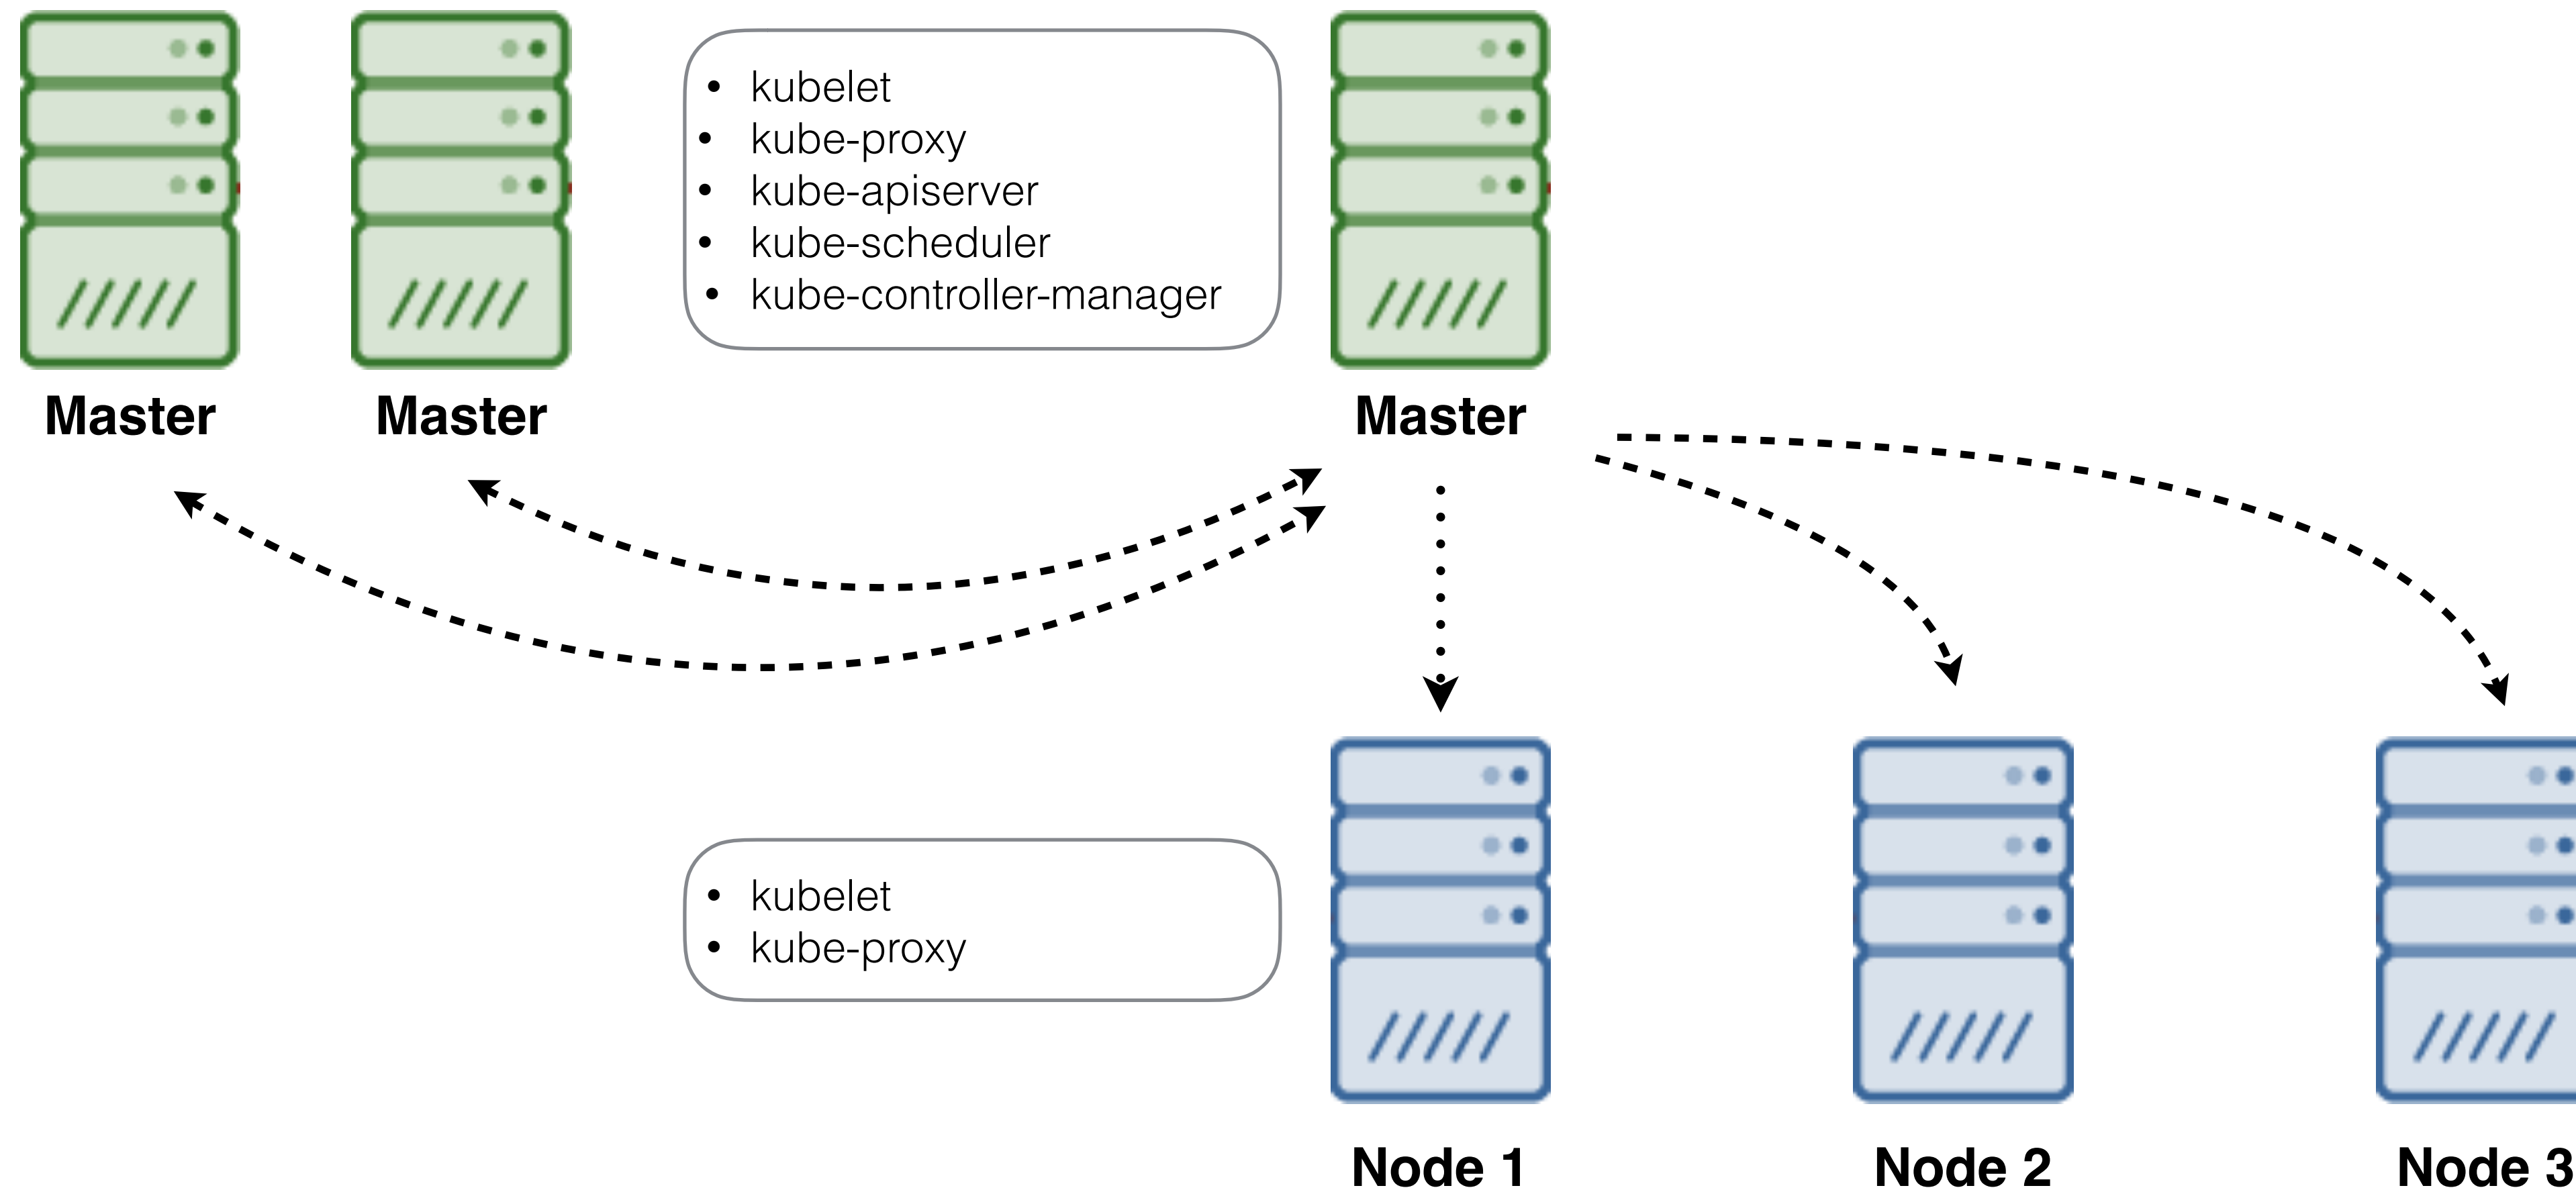 • kubelet
• kube-proxy
• kube-apiserver
• kube-scheduler
• kube-controller-manager
Master Master Master
• kubelet
• kube-proxy
Node 1 Node 2 Node 3